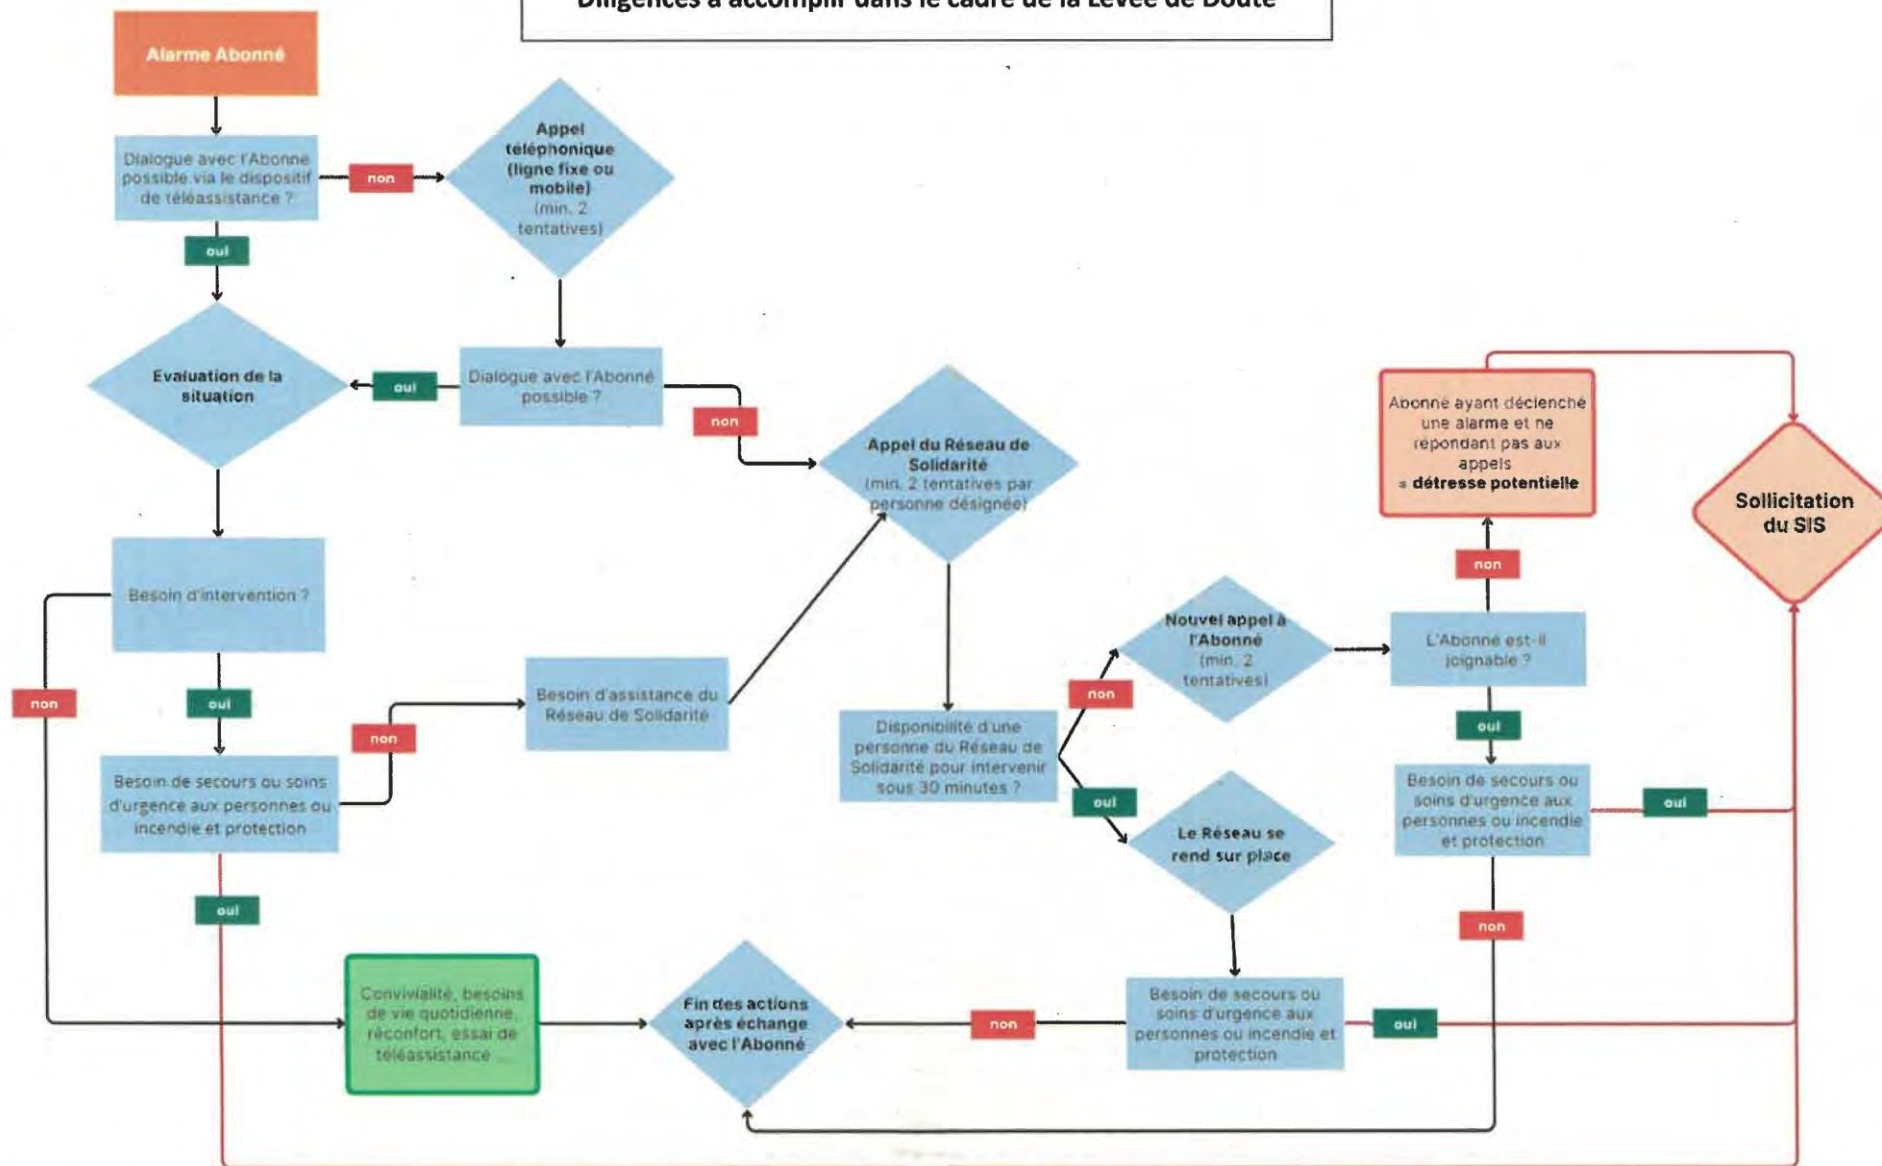 Diligences à accomplir dans le cadre de la Levée de Doute
Alarme Abonné
Dialogue avec l'Abonné
possible via le dispositif
de téléassistance ?
non
Appel
téléphonique
(ligne fixe ou
mobile)
(min. 2
tentatives)
oui
Evaluation de la
situation
oui
Dialogue avec l'Abonné
possible ?
non
Appel du Réseau de
Solidarité
(min. 2 tentatives par
personne désignée)
Abonné ayant déclenché
une alarme et ne
répondant pas aux
appels
= détresse potentielle
Sollicitation
du SIS
non
Besoin d'intervention ?
Nouvel appel à
l'Abonné
(min. 2
tentatives)
L'Abonné est-il
joignable ?
non
oui
non
Besoin d'assistance du
Réseau de Solidarité
non
oui
Disponibilité d'une
personne du Réseau de
Solidarité pour intervenir
sous 30 minutes ?
oui
Besoin de secours ou soins
d'urgence aux personnes ou
incendie et protection
Le Réseau se
rend sur place
Besoin de secours ou
soins d'urgence aux
personnes ou incendie
et protection
oui
oui
non
Convivialité, besoins
de vie quotidienne,
réconfort, essai de
téléassistance ...
Fin des actions
après échange
avec l'Abonné
non
Besoin de secours ou
soins d'urgence aux
personnes ou incendie et
protection
oui